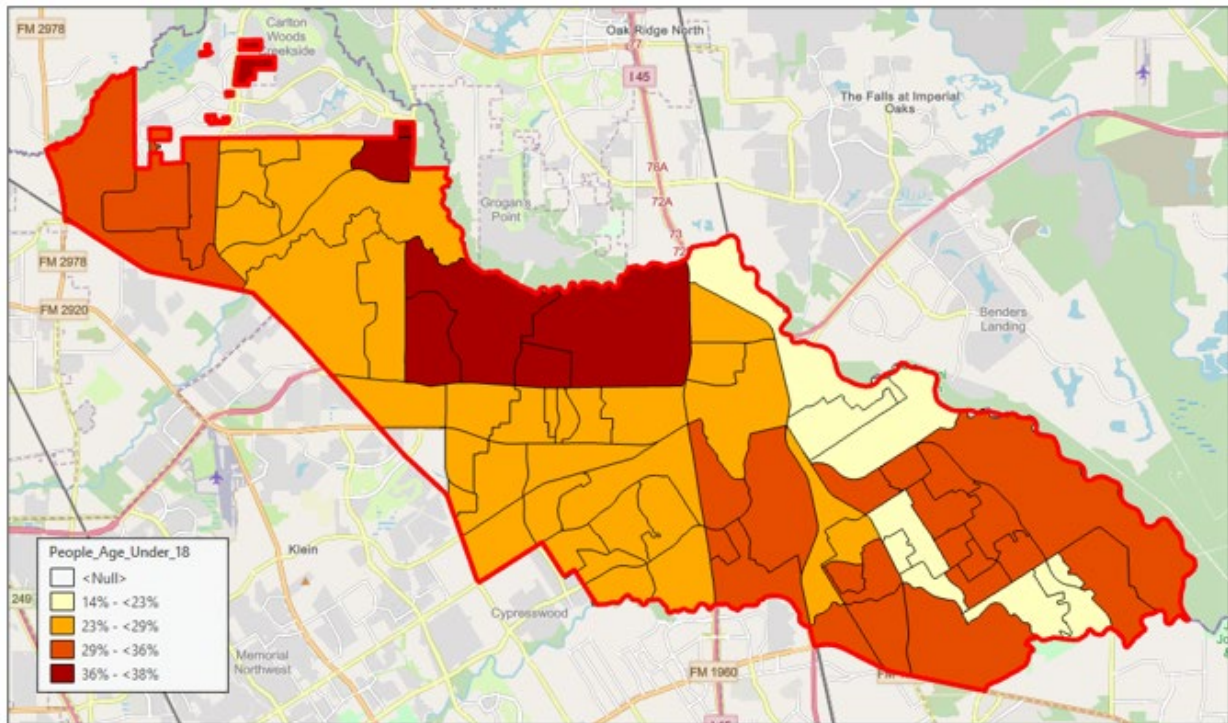 FM 2978
Carlton
Woods
Creekside
Oak Ridge North
77
I 45
The Falls at Imperial
Oaks
76A
72A
Grogan's
Point
73
72
FM 2978
FM 2920
Benders
Landing
Klein
249
Cypresswood
Memorial
Northwest
FM 1960
People_Age_Under_18
<Null>
14% - <23%
23% - <29%
29% - <36%
36% - <38%